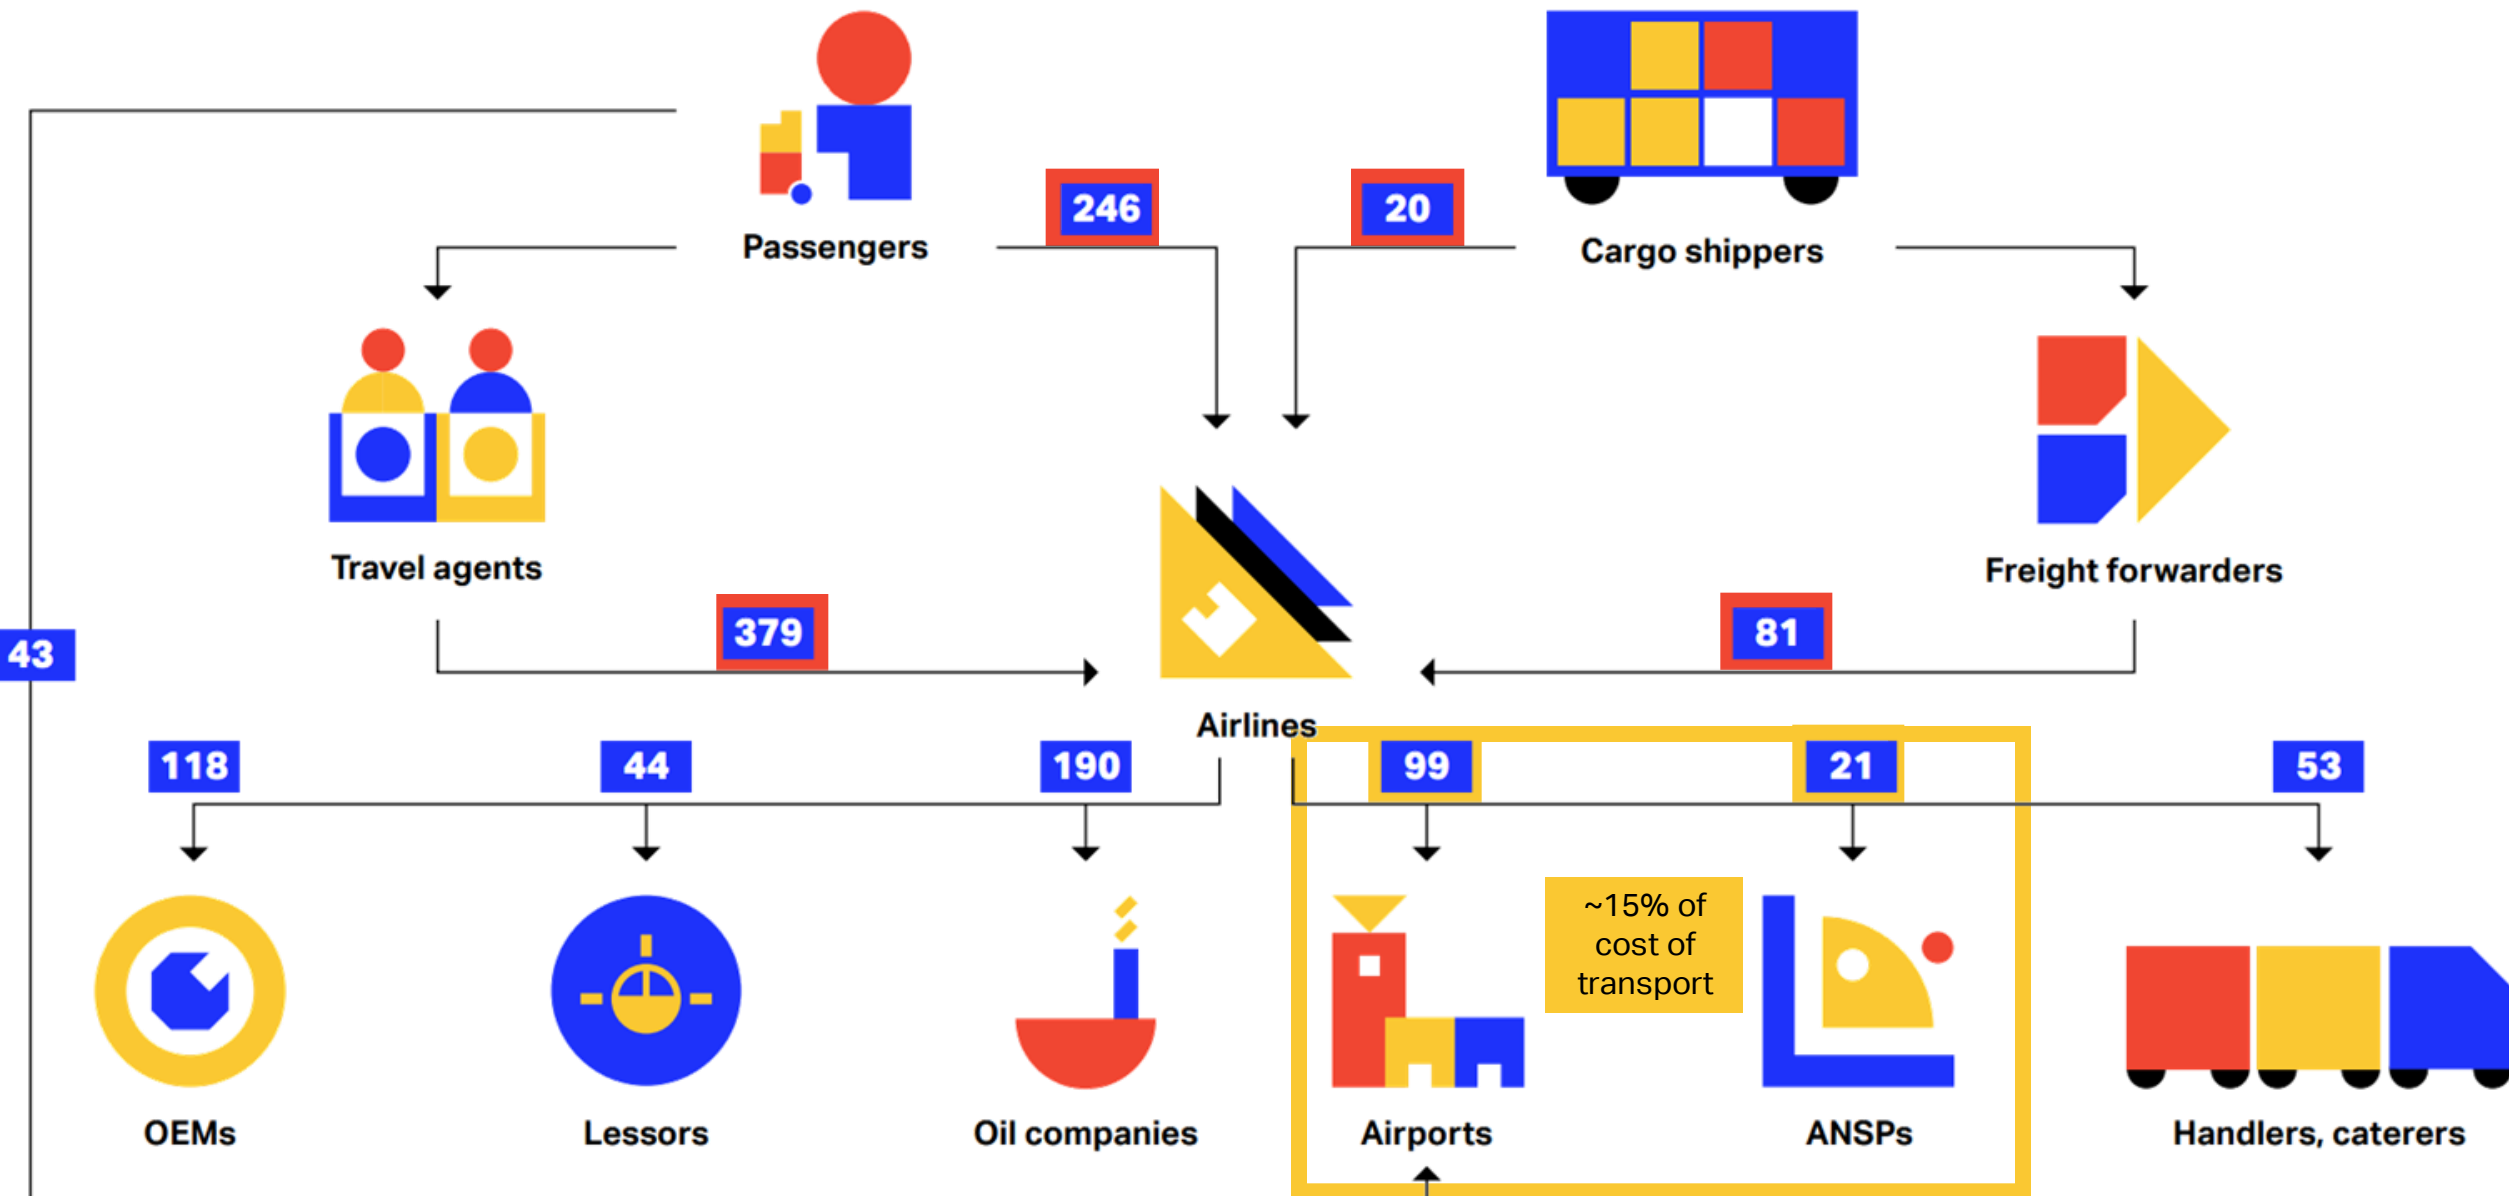 246
20
Passengers
Cargo shippers
Travel agents
Freight forwarders
379
81
43
Airlines
118
44
190
99
21
53
~15% of
cost of
transport
OEMs
Lessors
Oil companies
Airports
ANSPs
Handlers, caterers